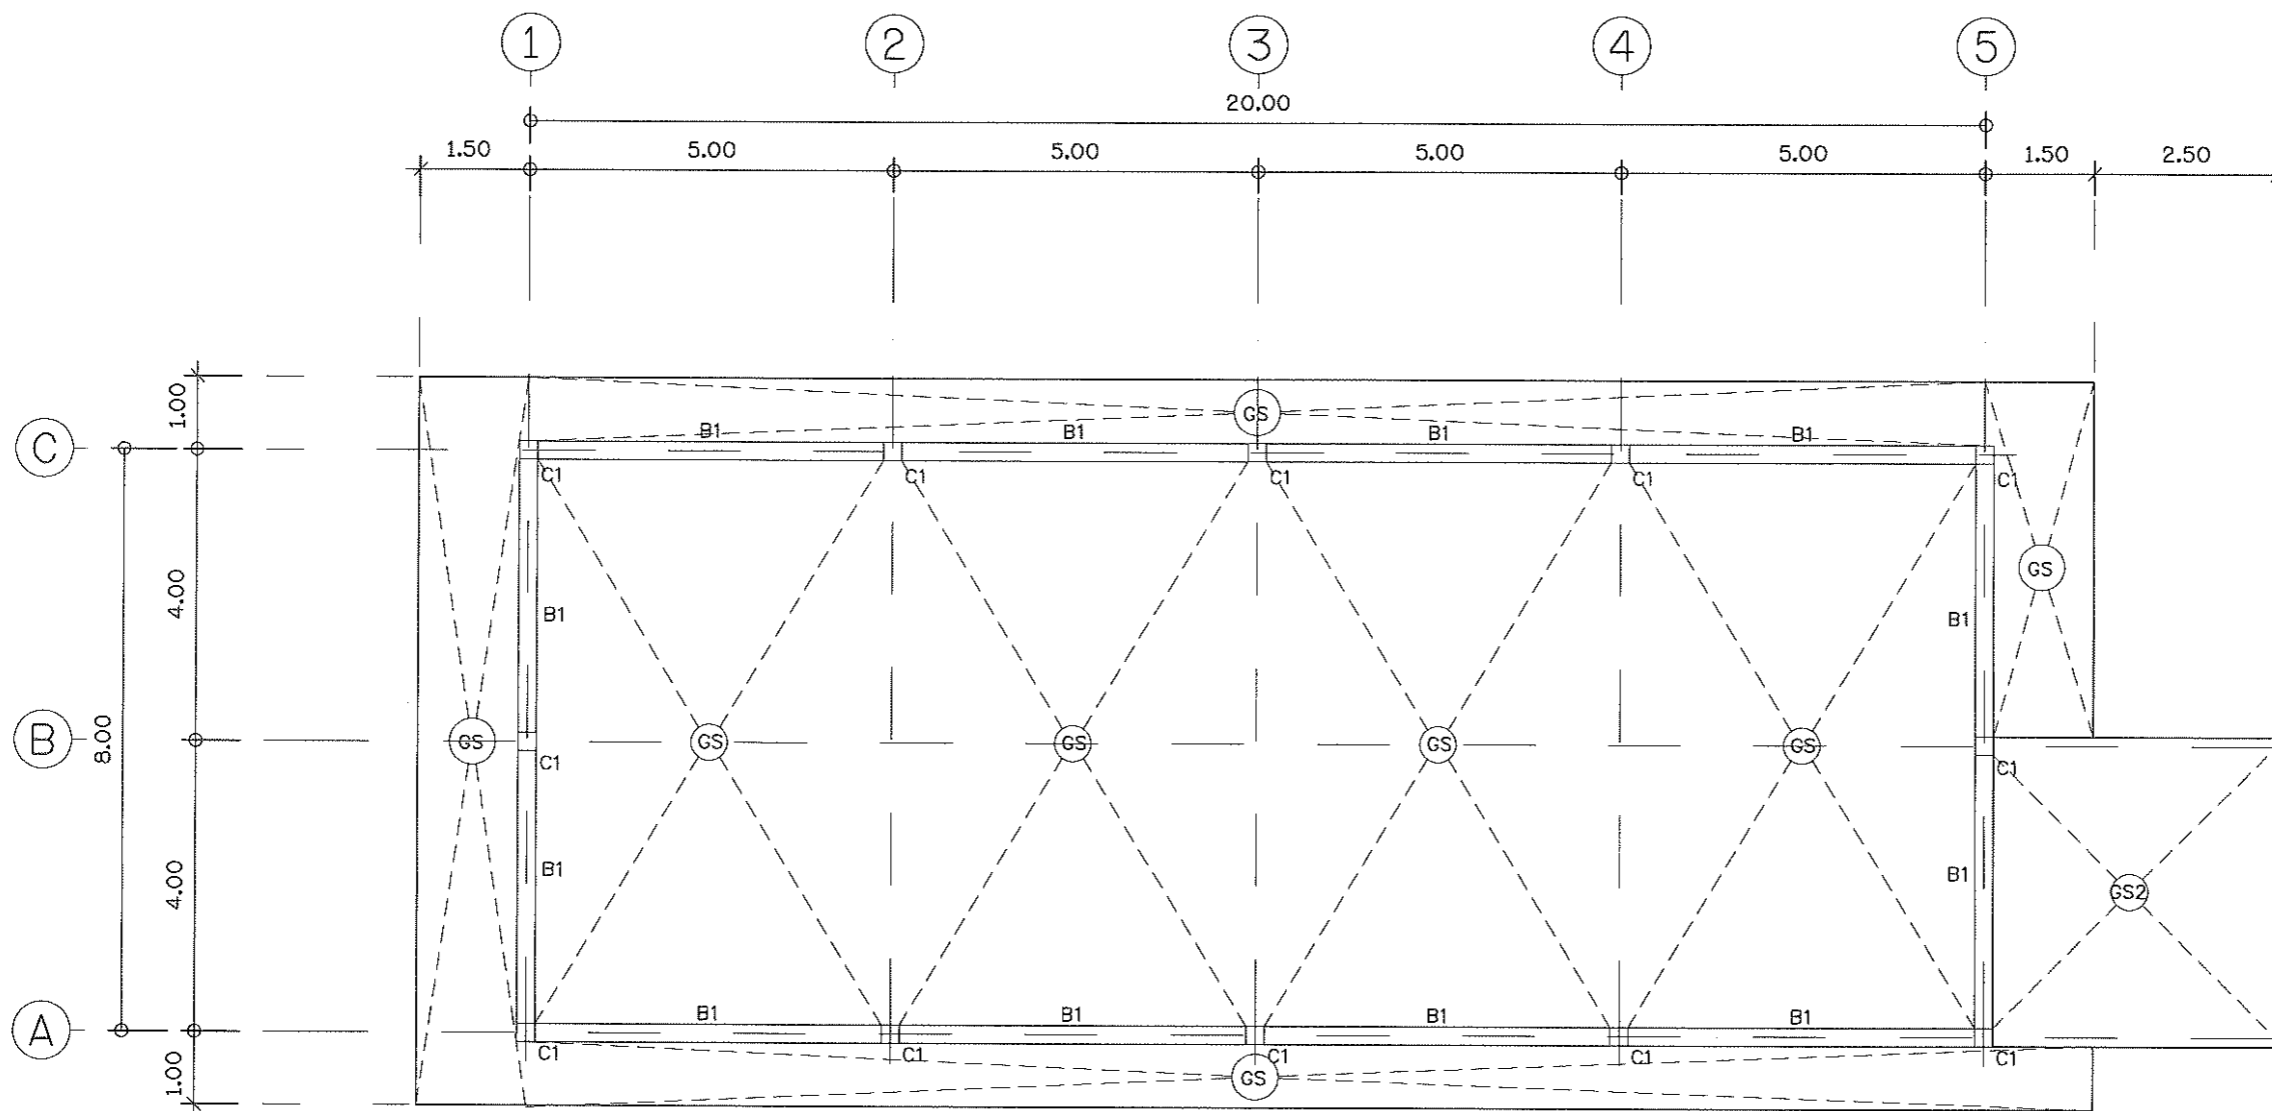 1 2 3 4 5
20.00
1.50 5.00 5.00 5.00 5.00 1.50 2.50
1.00
GS
B1 B1 B1 B1
C
C1 C1 C1 C1 C1
GS
4.00
B1 B1
8.00
B
GS GS GS GS GS
C1 C1
4.00
B1 B1
GS2
B1 B1 B1 B1
A
C1 C1 C1 C1 C1
1.00
GS